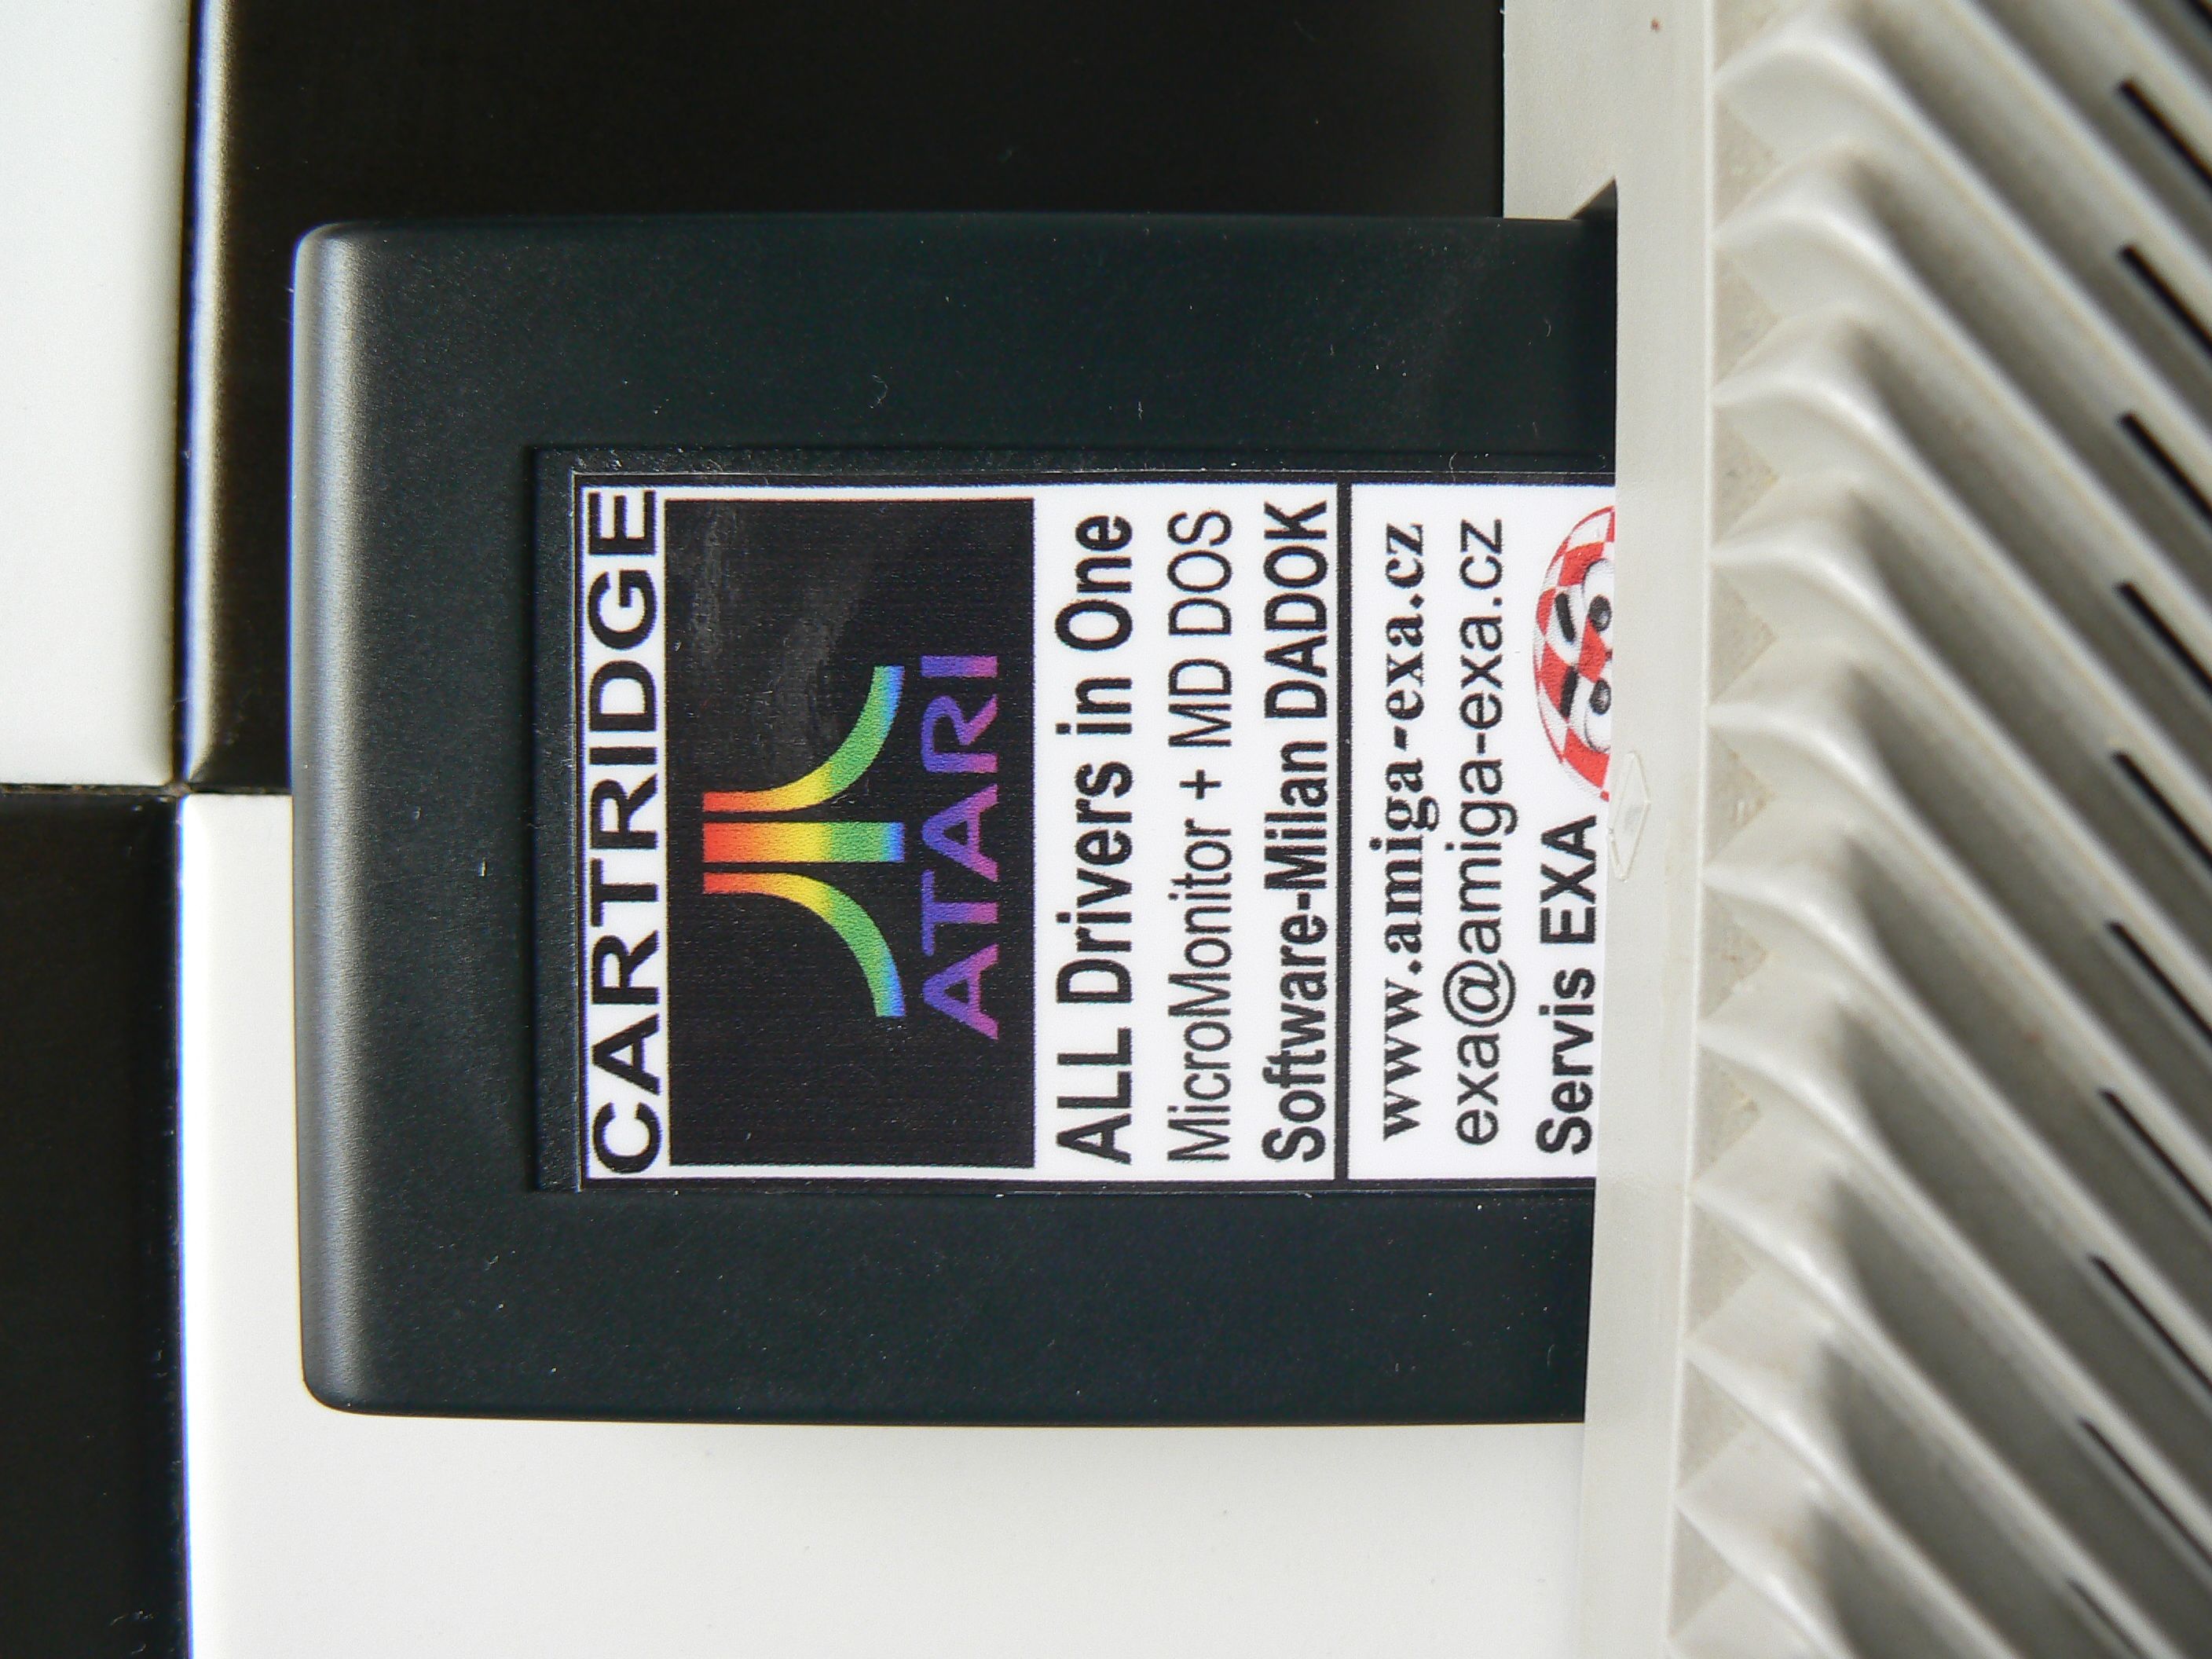 CARTRIDGE
ATARI
ALL Drivers in One
MicroMonitor + MD DOS
Software-Milan DADOK
www.amiga-exa.cz
exa@amiga-exa.cz
Servis EXA